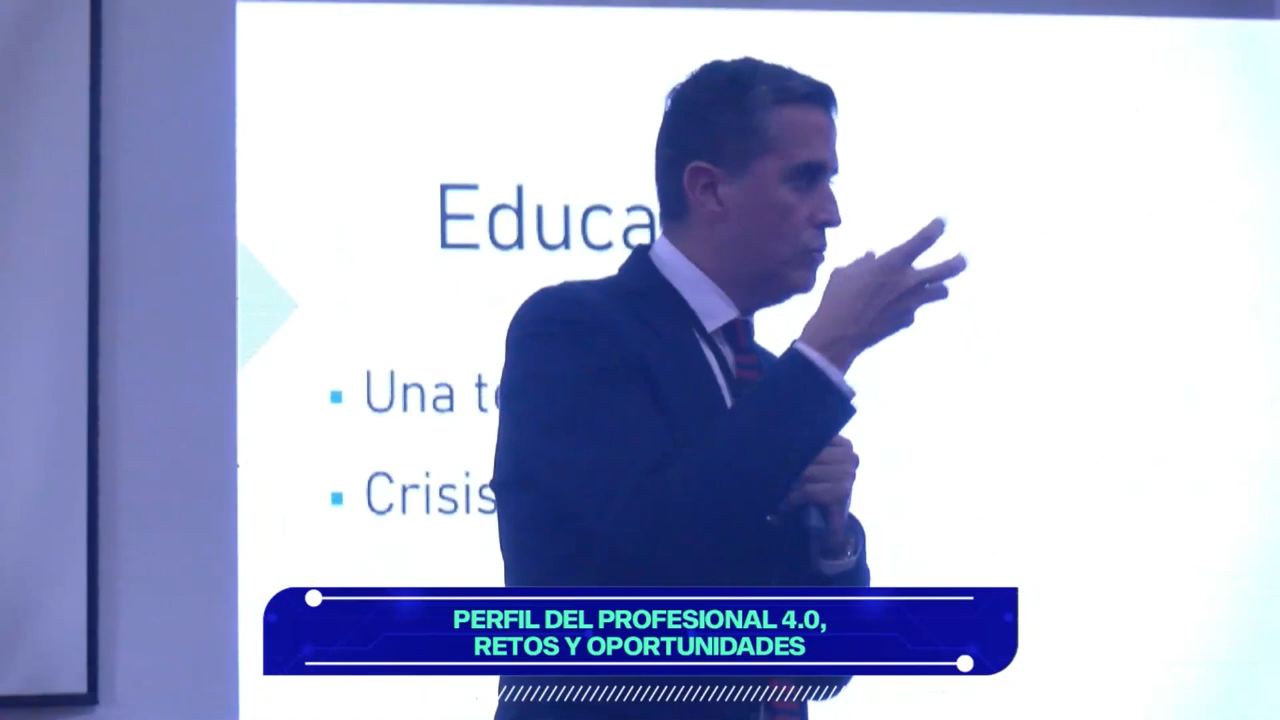 Educa
Una
Crisis
PERFIL DEL PROFESIONAL 4.0,
RETOS Y OPORTUNIDADES